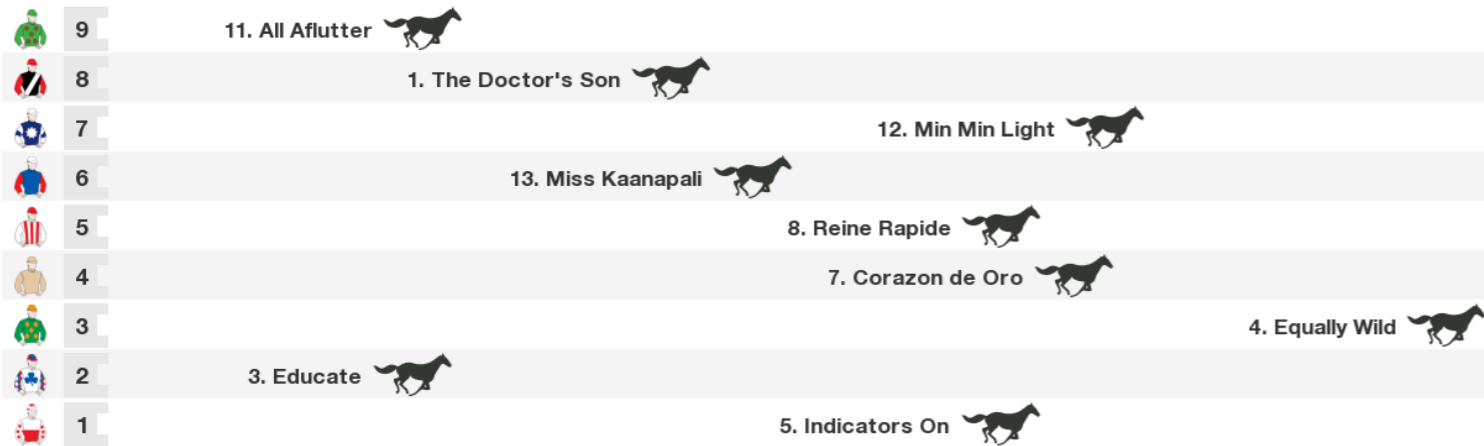 9 11. All Aflutter
8 1. The Doctor's Son
7 12. Min Min Light
6 13. Miss Kaanapali
5 8. Reine Rapide
4 7. Corazon de Oro
3 4. Equally Wild
2 3. Educate
1 5. Indicators On